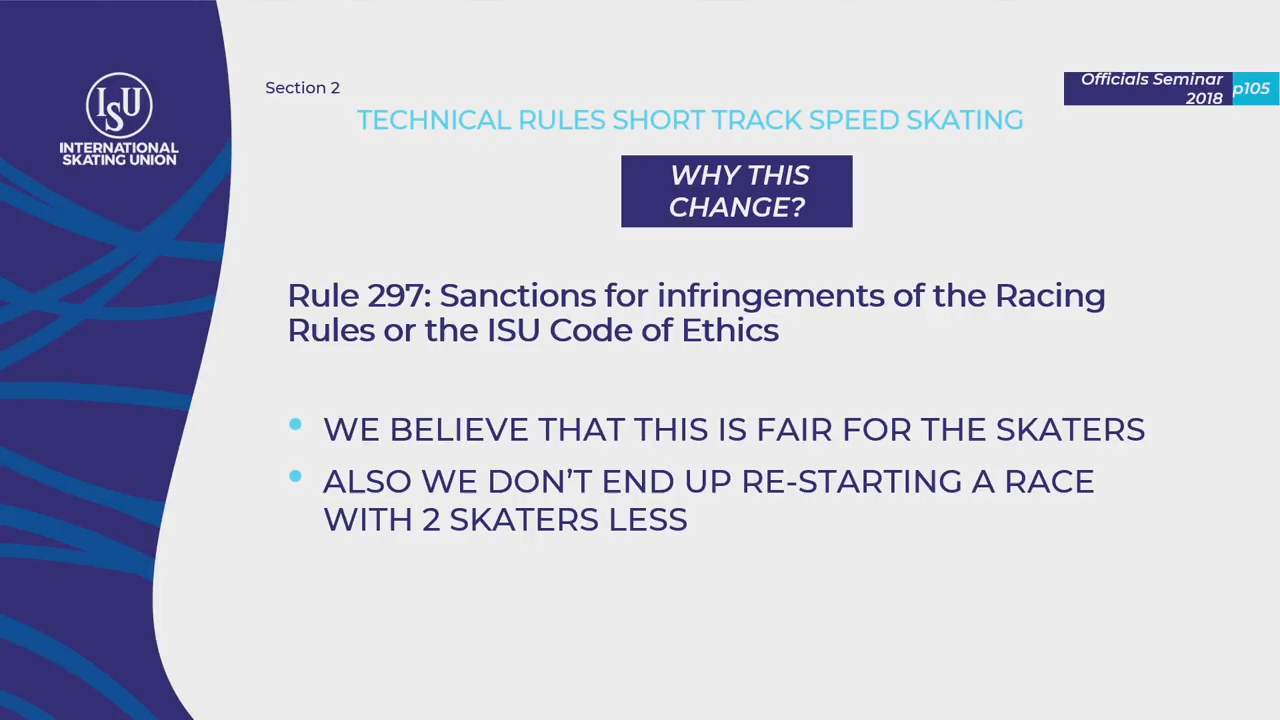 ISU
INTERNATIONAL
SKATING UNION
Section 2
Officials Seminar
2018
p105
TECHNICAL RULES SHORT TRACK SPEED SKATING
WHY THIS
CHANGE?
Rule 297: Sanctions for infringements of the Racing
Rules or the ISU Code of Ethics
• WE BELIEVE THAT THIS IS FAIR FOR THE SKATERS
• ALSO WE DON’T END UP RE-STARTING A RACE
WITH 2 SKATERS LESS